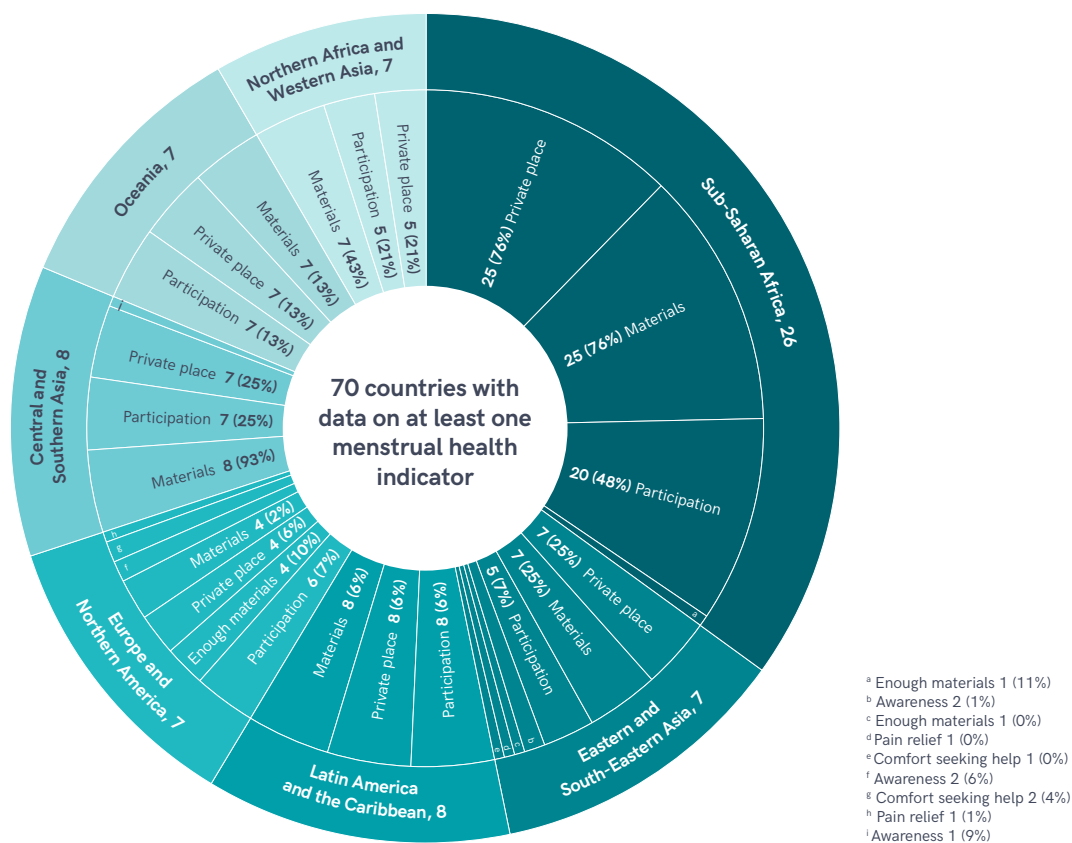 70 countries with
data on at least one
menstrual health
indicator
Sub-Saharan Africa, 26
25 (76%) Private place
25 (76%) Materials
20 (48%) Participation
a
Eastern and
South-Eastern Asia, 7
7 (25%) Private place
7 (25%) Materials
5 (7%) Participation
b
c
d
e
Latin America
and the Caribbean, 8
Participation 8 (6%)
Private place 8 (6%)
Materials 8 (6%)
Europe and
Northern America, 7
Participation 6 (7%)
Enough materials 4 (10%)
Private place 4 (6%)
Materials 4 (2%)
f
g
h
Central and
Southern Asia, 8
Materials 8 (93%)
Participation 7 (25%)
Private place 7 (25%)
i
Oceania, 7
Participation 7 (13%)
Private place 7 (13%)
Materials 7 (13%)
Northern Africa and
Western Asia, 7
Materials 7 (43%)
Participation 5 (21%)
Private place 5 (21%)
a Enough materials 1 (11%)
b Awareness 2 (1%)
c Enough materials 1 (0%)
d Pain relief 1 (0%)
e Comfort seeking help 1 (0%)
f Awareness 2 (6%)
g Comfort seeking help 2 (4%)
h Pain relief 1 (1%)
i Awareness 1 (9%)